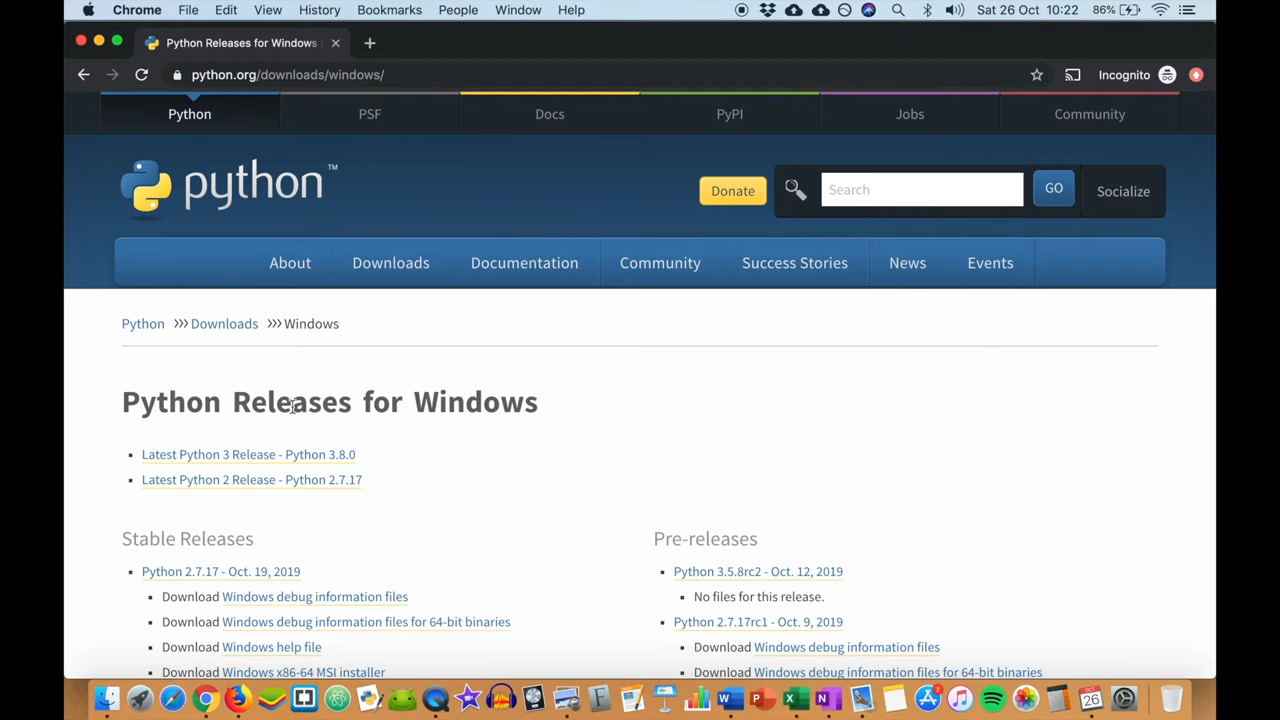 Chrome File Edit View History Bookmarks People Window Help Sat 26 Oct 10:22 86%
Python Releases for Windows
python.org/downloads/windows/ Incognito
Python PSF Docs PyPI Jobs Community
python™ Donate Search GO Socialize
About Downloads Documentation Community Success Stories News Events
Python >>> Downloads >>> Windows
Python Releases for Windows
Latest Python 3 Release - Python 3.8.0
Latest Python 2 Release - Python 2.7.17
Stable Releases
Python 2.7.17 - Oct. 19, 2019
Download Windows debug information files
Download Windows debug information files for 64-bit binaries
Download Windows help file
Download Windows x86-64 MSI installer
Pre-releases
Python 3.5.8rc2 - Oct. 12, 2019
No files for this release.
Python 2.7.17rc1 - Oct. 9, 2019
Download Windows debug information files
Download Windows debug information files for 64-bit binaries